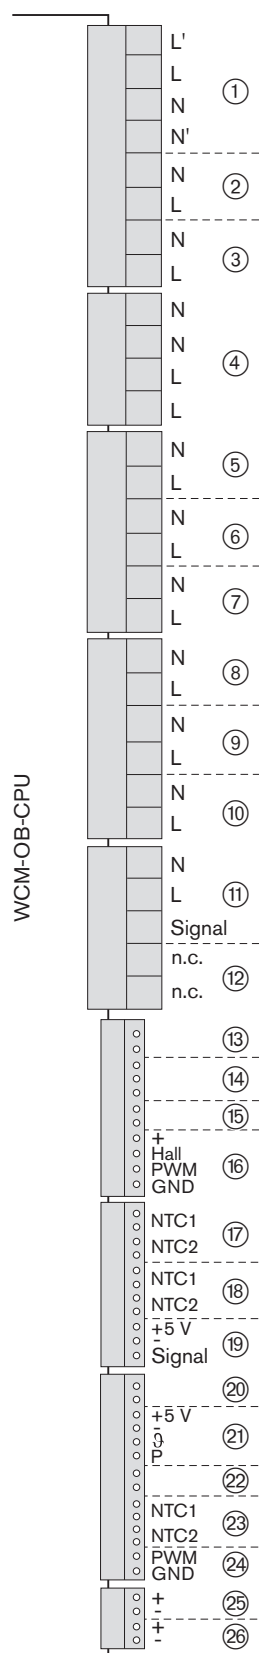 WCM-OB-CPU
L'
L
①
N
N'
N
②
L
N
③
L
N
N
④
L
L
N
⑤
L
N
⑥
L
N
⑦
L
N
⑧
L
N
⑨
L
N
⑩
L
N
L
⑪
Signal
n.c.
⑫
n.c.
⑬
⑭
⑮
+
Hall
⑯
PWM
GND
NTC1
⑰
NTC2
NTC1
⑱
NTC2
+5 V
-
⑲
Signal
⑳
+5 V
-
㉑
ϑ
P
㉒
NTC1
㉓
NTC2
PWM
㉔
GND
+
㉕
-
+
㉖
-